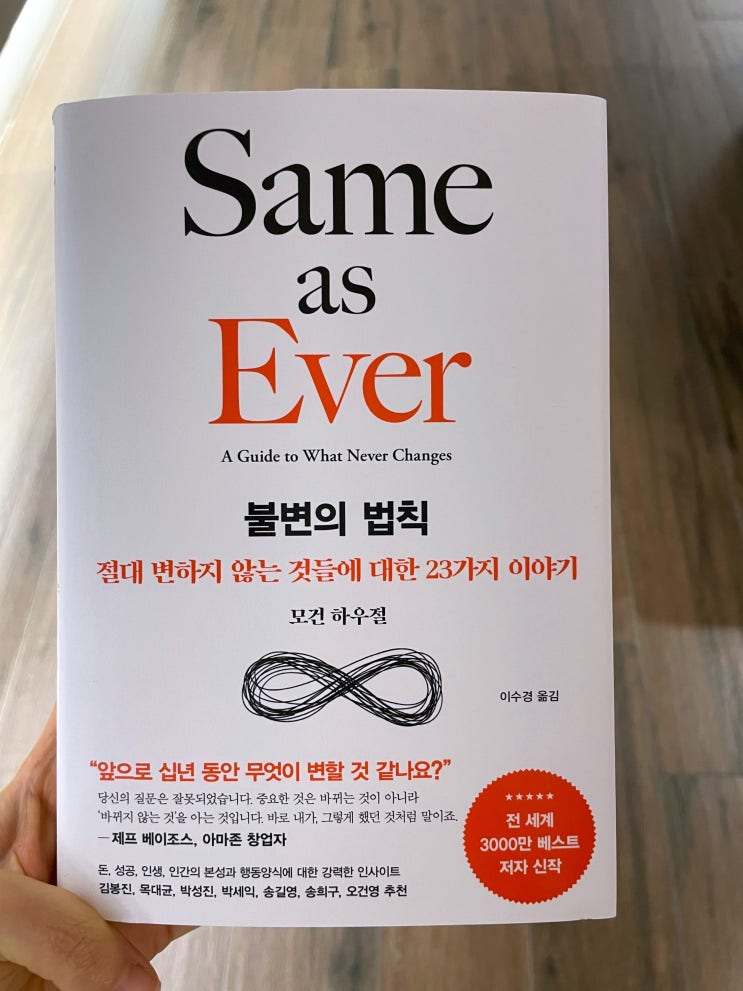 Same
as
Ever
A Guide to What Never Changes
불변의 법칙
절대 변하지 않는 것들에 대한 23가지 이야기
모건 하우절
이수경 옮김
“앞으로 십년 동안 무엇이 변할 것 같나요?”
당신의 질문은 잘못되었습니다. 중요한 것은 바뀌는 것이 아니라
‘바뀌지 않는 것’을 아는 것입니다. 바로 내가, 그렇게 했던 것처럼 말이죠.
— 제프 베이조스, 아마존 창업자
돈, 성공, 인생, 인간의 본성과 행동양식에 대한 강력한 인사이트
김봉진, 목대균, 박성진, 박세익, 송길영, 송희구, 오건영 추천
★★★★★
전 세계
3000만 베스트
저자 신작